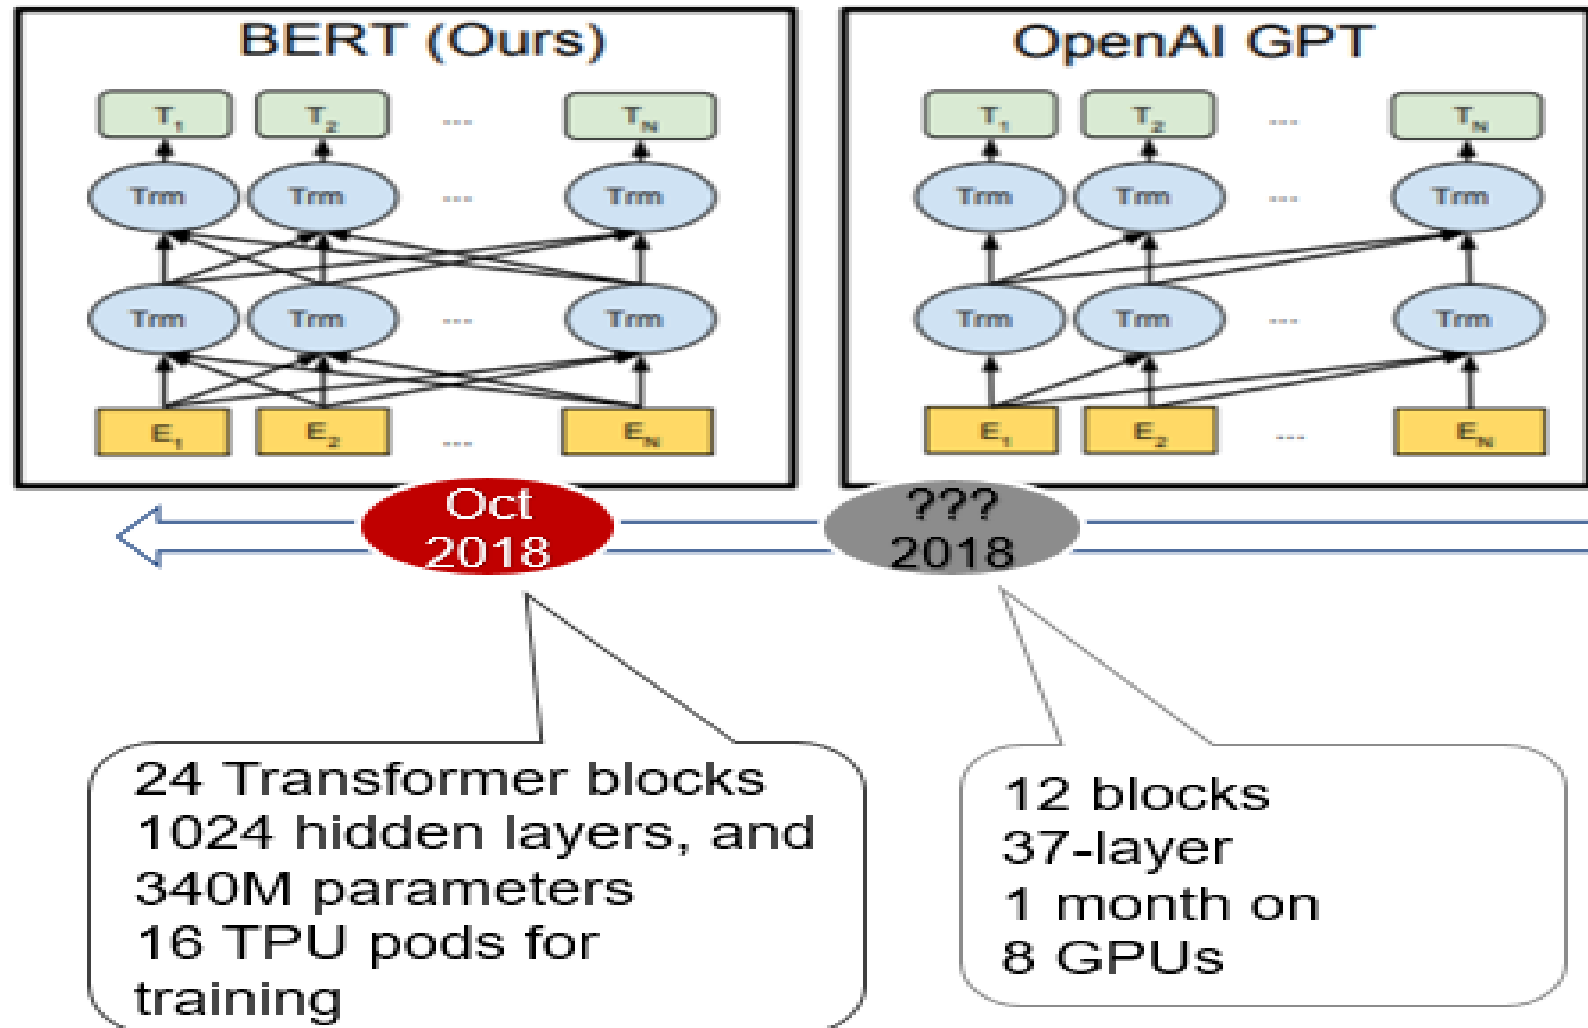 BERT (Ours)
T1 T2 ... TN
Trm Trm ... Trm
Trm Trm ... Trm
E1 E2 ... EN
OpenAI GPT
T1 T2 ... TN
Trm Trm ... Trm
Trm Trm ... Trm
E1 E2 ... EN
Oct
2018
???
2018
24 Transformer blocks
1024 hidden layers, and
340M parameters
16 TPU pods for
training
12 blocks
37-layer
1 month on
8 GPUs